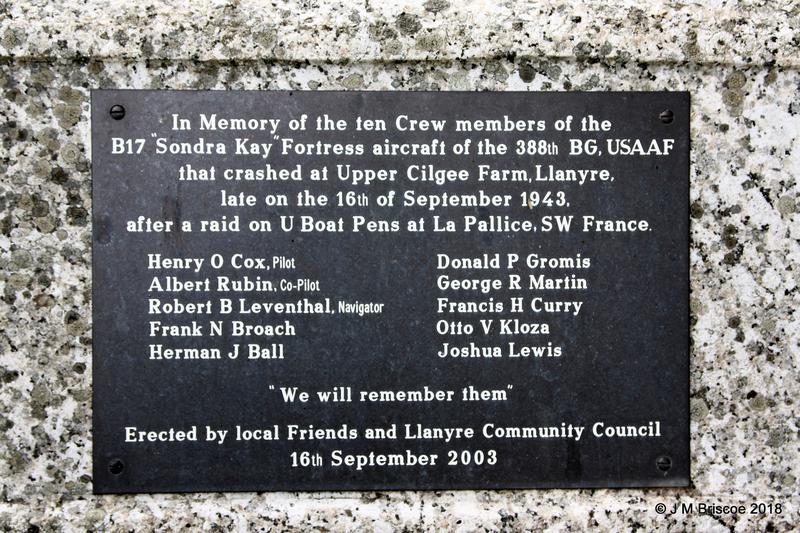 In Memory of the ten Crew members of the
B17 "Sondra Kay" Fortress aircraft of the 388th BG, USAAF
that crashed at Upper Cilgee Farm, Llanyre,
late on the 16th of September 1943,
after a raid on U Boat Pens at La Pallice, SW France.
Henry O Cox, Pilot
Albert Rubin, Co-Pilot
Robert B Leventhal, Navigator
Frank N Broach
Herman J Ball
Donald P Gromis
George R Martin
Francis H Curry
Otto V Kloza
Joshua Lewis
"We will remember them"
Erected by local Friends and Llanyre Community Council
16th September 2003
© J M Briscoe 2018